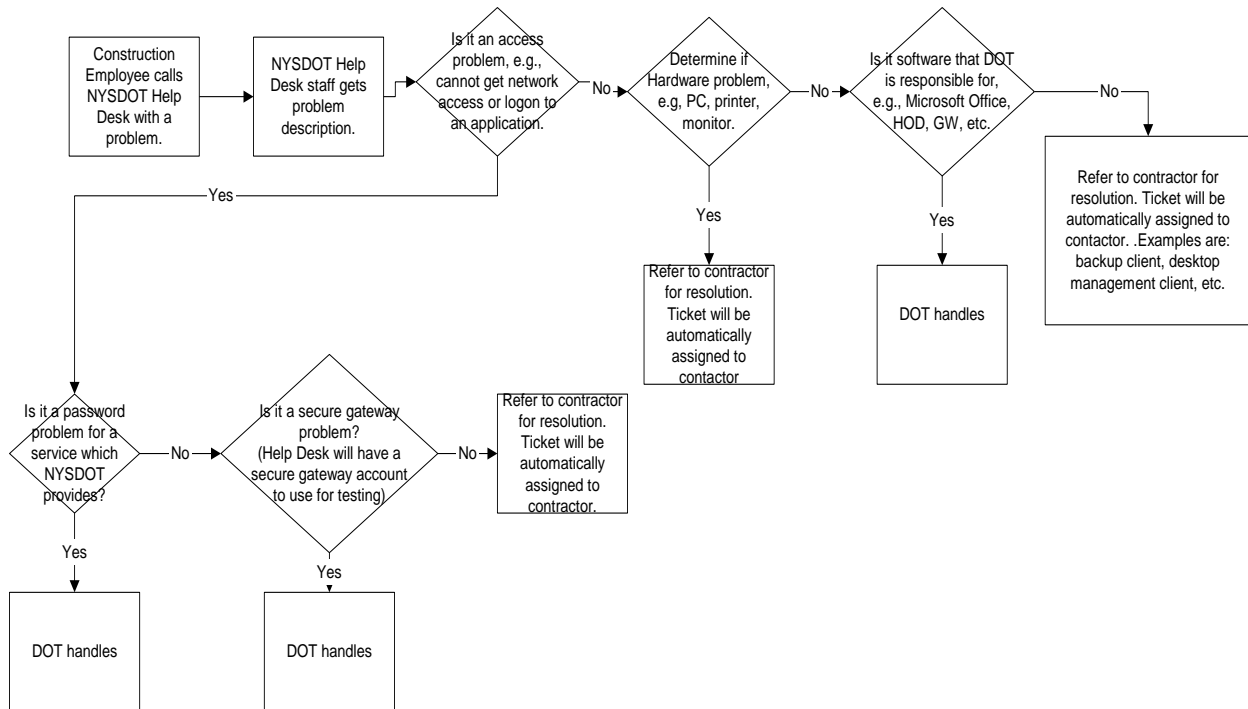 Construction
Employee calls
NYSDOT Help
Desk with a
problem.
NYSDOT Help
Desk staff gets
problem
description.
Is it an access
problem, e.g.,
cannot get network
access or logon to
an application.
No
Determine if
Hardware problem,
e.g, PC, printer,
monitor.
No
Is it software that DOT
is responsible for,
e.g., Microsoft Office,
HOD, GW, etc.
No
Refer to contractor for
resolution. Ticket will be
automatically assigned to
contactor. .Examples are:
backup client, desktop
management client, etc.
Yes
Yes
Yes
Refer to contractor
for resolution.
Ticket will be
automatically
assigned to
contactor
DOT handles
Is it a password
problem for a
service which
NYSDOT
provides?
No
Is it a secure gateway
problem?
(Help Desk will have a
secure gateway account
to use for testing)
No
Refer to contractor
for resolution.
Ticket will be
automatically
assigned to
contractor.
Yes
Yes
DOT handles
DOT handles